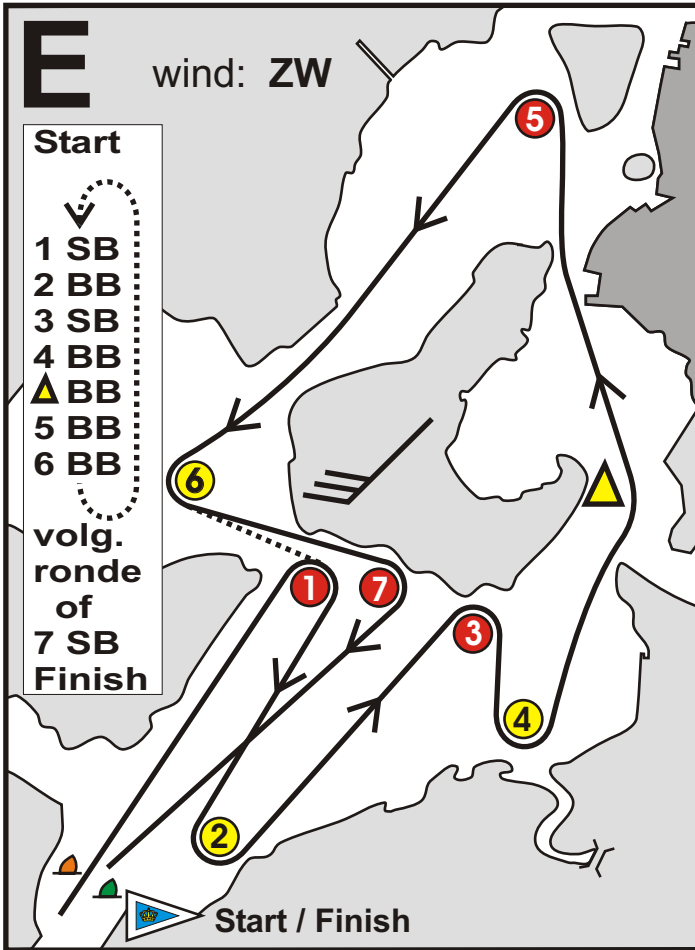 E
wind: ZW
Start
1 SB
2 BB
3 SB
4 BB
BB
5 BB
6 BB
volg.
ronde
of
7 SB
Finish
5
6
1
7
3
4
2
Start / Finish